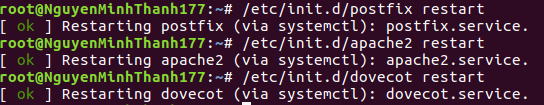 root@NguyenMinhThanh177:~# /etc/init.d/postfix restart
[ ok ] Restarting postfix (via systemctl): postfix.service.
root@NguyenMinhThanh177:~# /etc/init.d/apache2 restart
[ ok ] Restarting apache2 (via systemctl): apache2.service.
root@NguyenMinhThanh177:~# /etc/init.d/dovecot restart
[ ok ] Restarting dovecot (via systemctl): dovecot.service.